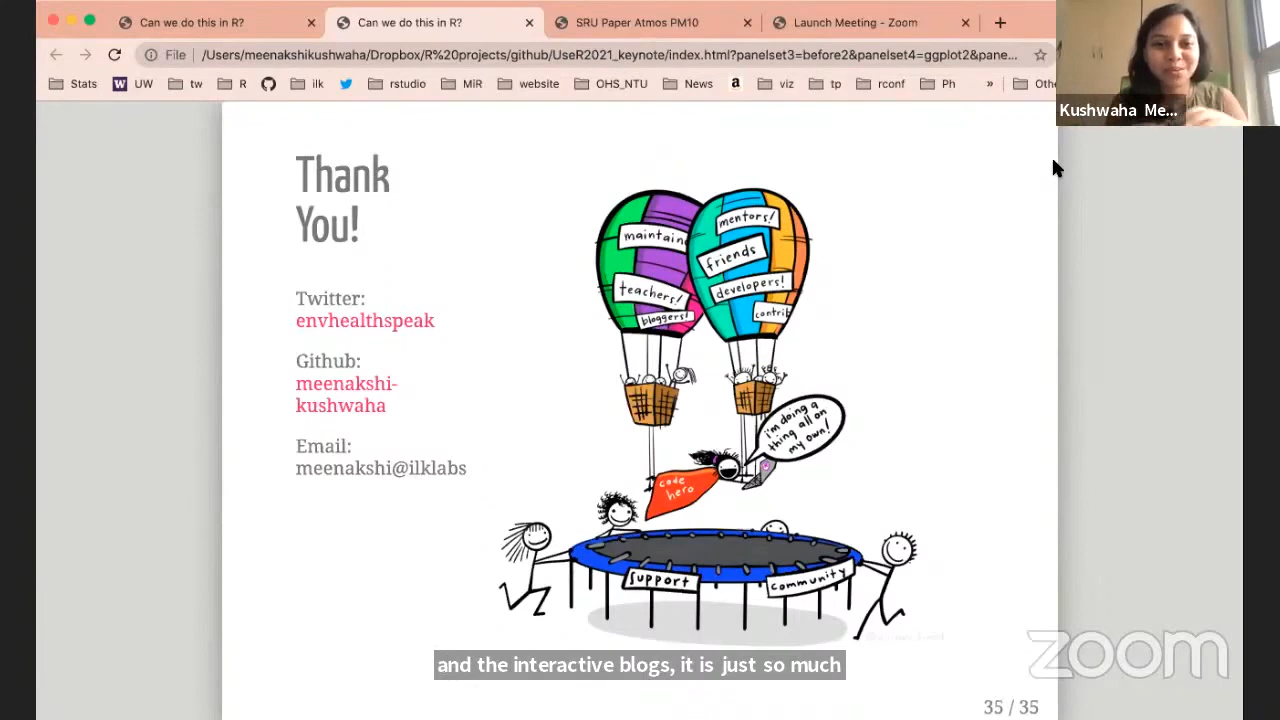 Can we do this in R?
Can we do this in R?
SRU Paper Atmos PM10
Launch Meeting - Zoom
File
/Users/meenakshikushwaha/Dropbox/R%20projects/github/UseR2021_keynote/index.html?panelset3=before2&panelset4=ggplot2&pane...
Stats
UW
tw
R
ilk
rstudio
MiR
website
OHS_NTU
News
viz
tp
rconf
Ph
»
Othe
Kushwaha Me...
Thank
You!
Twitter:
envhealthspeak
Github:
meenakshi-
kushwaha
Email:
meenakshi@ilklabs
maintain
teachers!
bloggers!
mentors!
friends
developers!
contrib
i'm doing a
thing all on
my own!
code
hero
support
community
and the interactive blogs, it is just so much
zoom
35 / 35